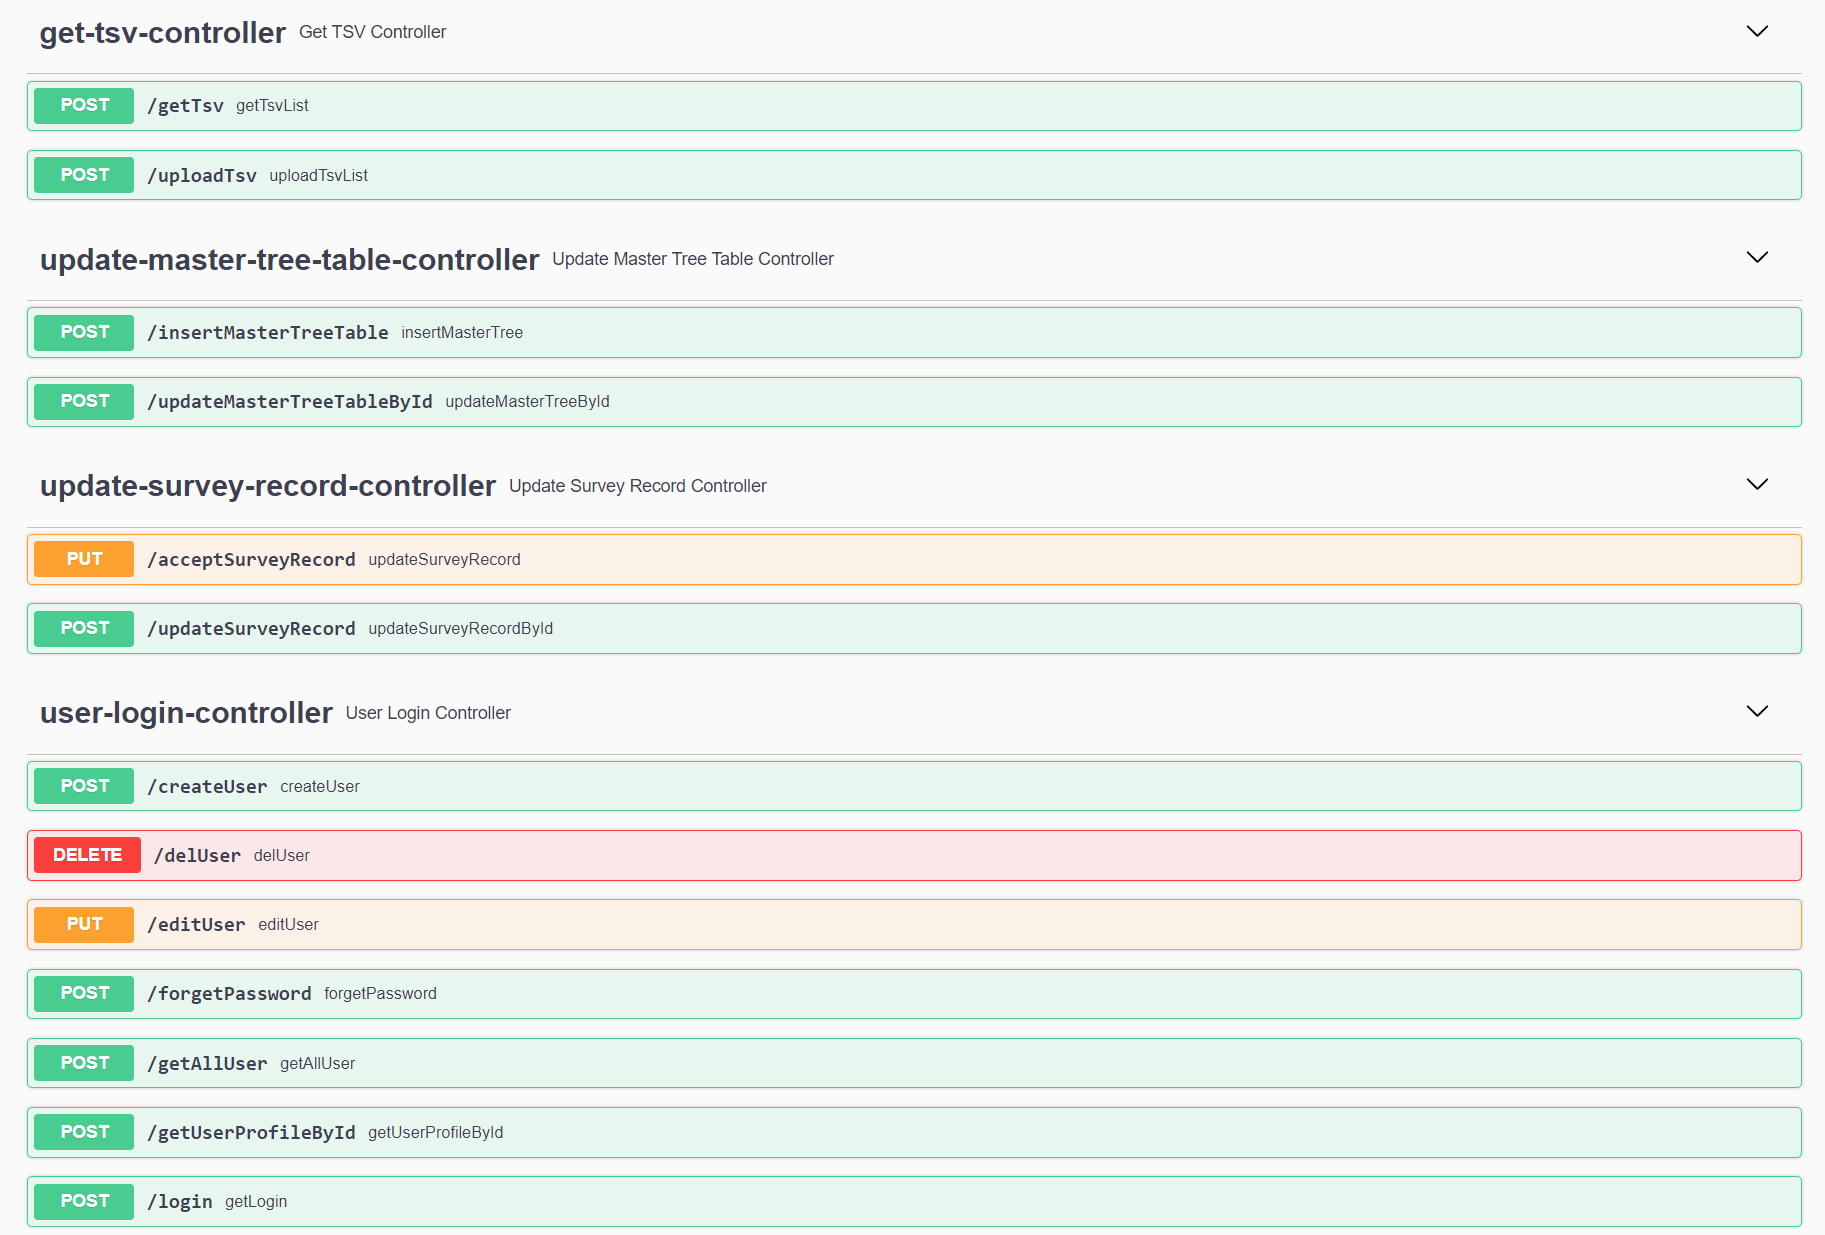 get-tsv-controller Get TSV Controller
POST /getTsv getTsvList
POST /uploadTsv uploadTsvList
update-master-tree-table-controller Update Master Tree Table Controller
POST /insertMasterTreeTable insertMasterTree
POST /updateMasterTreeTableById updateMasterTreeById
update-survey-record-controller Update Survey Record Controller
PUT /acceptSurveyRecord updateSurveyRecord
POST /updateSurveyRecord updateSurveyRecordById
user-login-controller User Login Controller
POST /createUser createUser
DELETE /delUser delUser
PUT /editUser editUser
POST /forgetPassword forgetPassword
POST /getAllUser getAllUser
POST /getUserProfileById getUserProfileById
POST /login getLogin